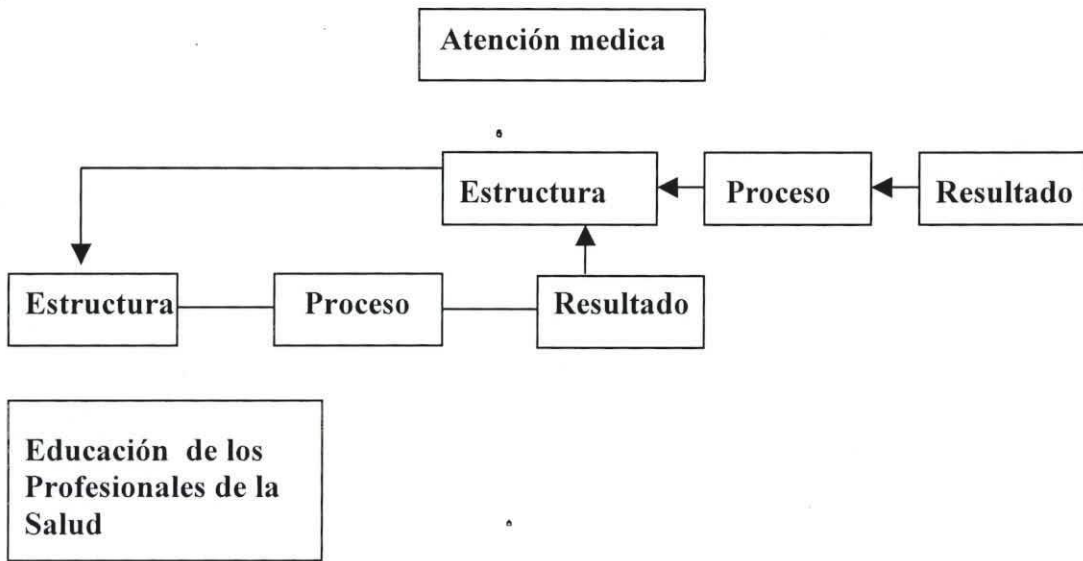 Atención medica
Estructura
Proceso
Resultado
Estructura
Proceso
Resultado
Educación de los
Profesionales de la
Salud